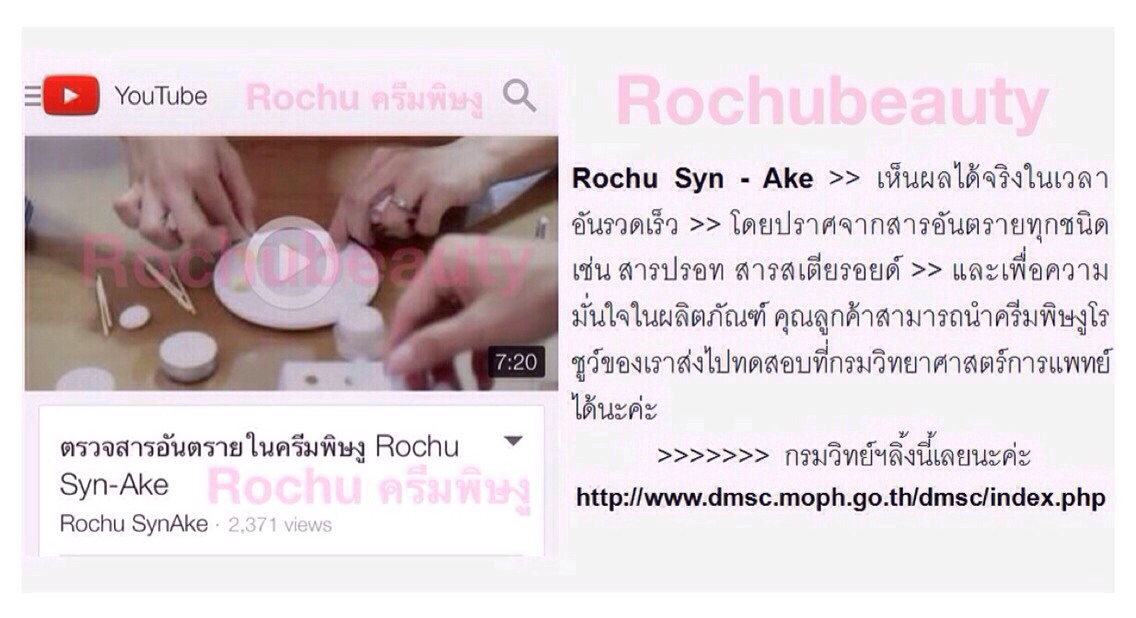 YouTube
Rochu ครีมพิษงู
Rochubeauty
7:20
ตรวจสารอันตรายในครีมพิษงู Rochu
Syn-Ake
Rochu ครีมพิษงู
Rochu SynAke · 2,371 views
Rochubeauty
Rochu Syn - Ake >> เห็นผลได้จริงในเวลา
อันรวดเร็ว >> โดยปราศจากสารอันตรายทุกชนิด
เช่น สารปรอท สารสเตียรอยด์ >> และเพื่อความ
มั่นใจในผลิตภัณฑ์ คุณลูกค้าสามารถนำครีมพิษงูโร
ชูว์ของเราส่งไปทดสอบที่กรมวิทยาศาสตร์การแพทย์
ได้นะค่ะ
>>>>>>> กรมวิทย์ฯลิ้งนี้เลยนะค่ะ
http://www.dmsc.moph.go.th/dmsc/index.php